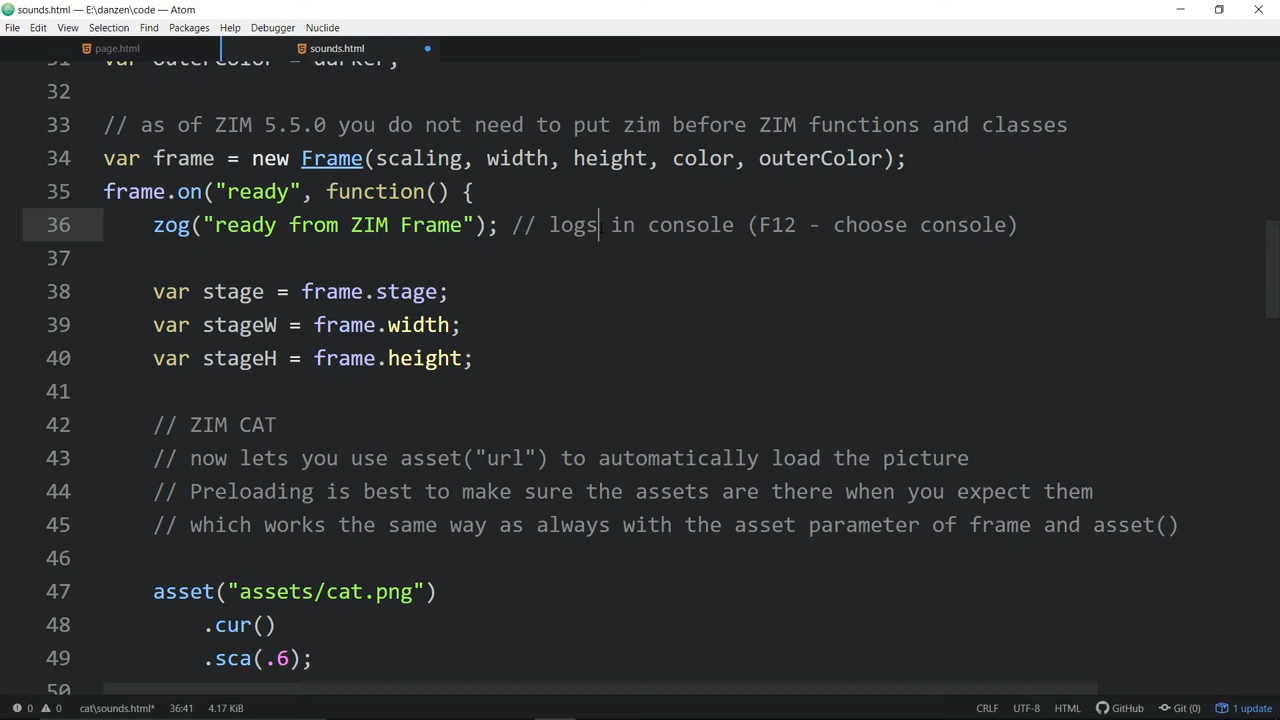 sounds.html — E:\danzen\code — Atom
File Edit View Selection Find Packages Help Debugger Nuclide
page.html sounds.html
31 var outerColor = darker;
32
33 // as of ZIM 5.5.0 you do not need to put zim before ZIM functions and classes
34 var frame = new Frame(scaling, width, height, color, outerColor);
35 frame.on("ready", function() {
36 zog("ready from ZIM Frame"); // logs in console (F12 - choose console)
37
38 var stage = frame.stage;
39 var stageW = frame.width;
40 var stageH = frame.height;
41
42 // ZIM CAT
43 // now lets you use asset("url") to automatically load the picture
44 // Preloading is best to make sure the assets are there when you expect them
45 // which works the same way as always with the asset parameter of frame and asset()
46
47 asset("assets/cat.png")
48 .cur()
49 .sca(.6);
50
0 0 cat\sounds.html* 36:41 4.17 KiB CRLF UTF-8 HTML GitHub Git (0) 1 update